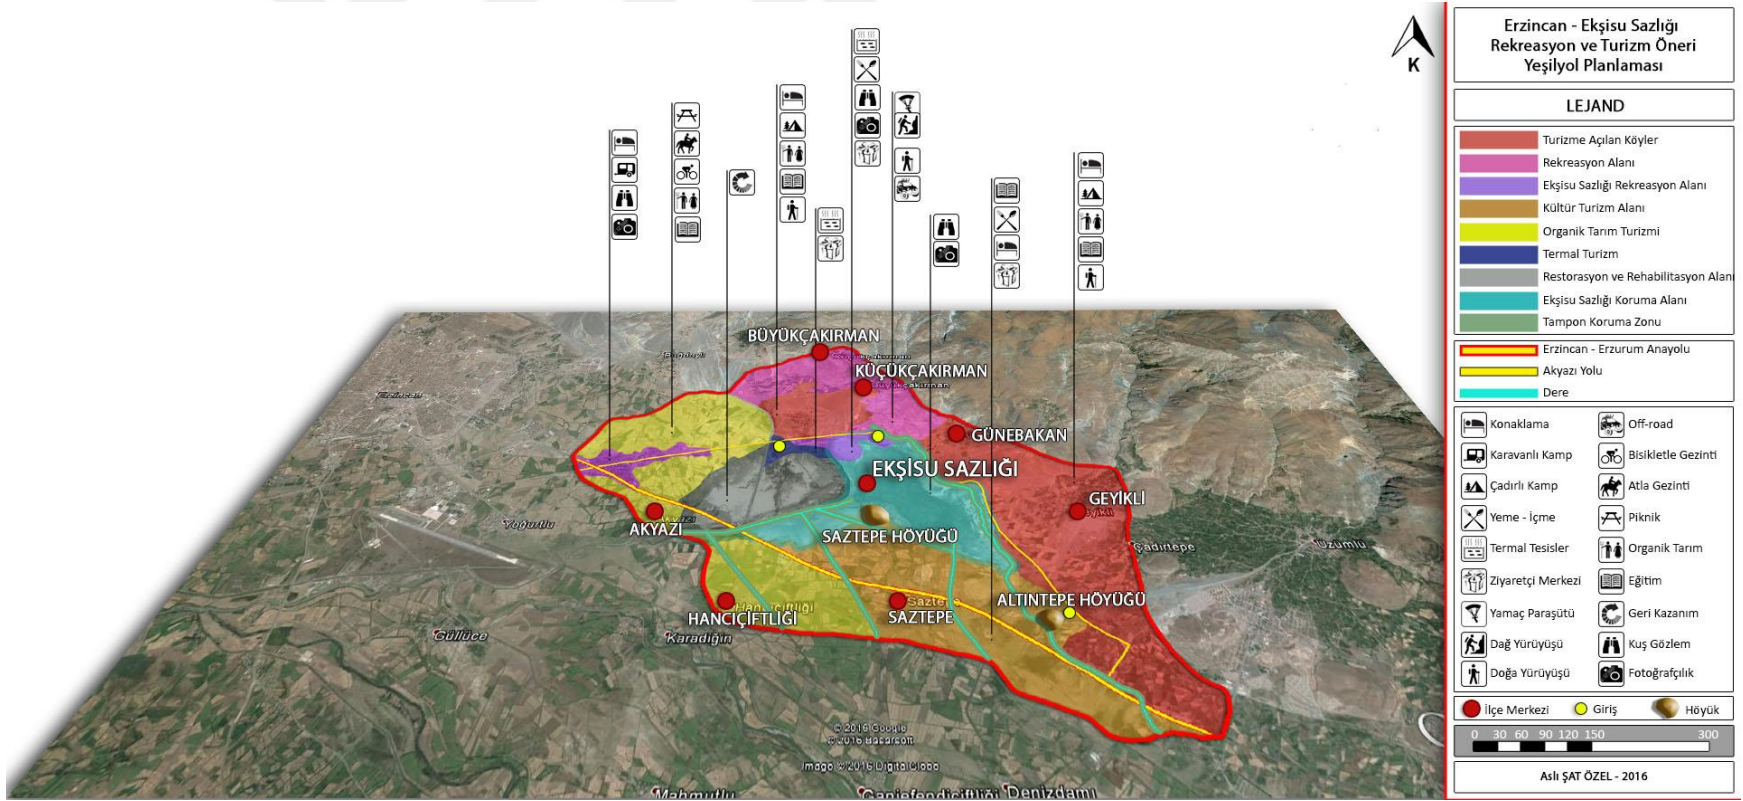 Erzincan - Ekşisu Sazlığı
Rekreasyon ve Turizm Öneri
Yeşilyol Planlaması
K
LEJAND
Turizme Açılan Köyler
Rekreasyon Alanı
Ekşisu Sazlığı Rekreasyon Alanı
Kültür Turizm Alanı
Organik Tarım Turizmi
Termal Turizm
Restorasyon ve Rehabilitasyon Alanı
Ekşisu Sazlığı Koruma Alanı
Tampon Koruma Zonu
Erzincan - Erzurum Anayolu
Akyazı Yolu
Dere
Konaklama
Off-road
Karavanlı Kamp
Bisikletle Gezinti
Çadırlı Kamp
Atla Gezinti
Yeme - İçme
Piknik
Termal Tesisler
Organik Tarım
Ziyaretçi Merkezi
Eğitim
Yamaç Paraşütü
Geri Kazanım
Dağ Yürüyüşü
Kuş Gözlem
Doğa Yürüyüşü
Fotoğrafçılık
İlçe Merkezi
Giriş
Höyük
0 30 60 90 120 150 300
Aslı ŞAT ÖZEL - 2016
BÜYÜKÇAKIRMAN
KÜÇÜKÇAKIRMAN
Erzincan
GÜNEBAKAN
EKŞİSU SAZLIĞI
GEYİKLİ
AKYAZI
Akyazı
Yoğurtlu
SAZTEPE HÖYÜĞÜ
Çadırtepe
Üzümlü
ALTINTEPE HÖYÜĞÜ
Hancıçiftliği
HANCIÇİFTLİĞİ
Saztepe
SAZTEPE
Güllüce
Karadiğin
© 2016 Google
© 2016 Basarsoft
Image © 2016 DigitalGlobe
Mahmutlu
Ganiefendiçiftliği
Denizdamı